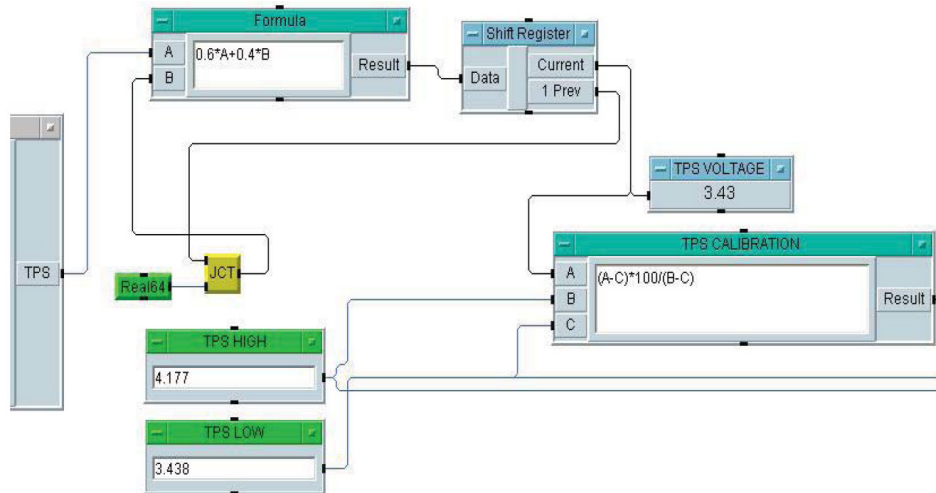 Formula
A
B
0.6*A+0.4*B
Result
Shift Register
Data
Current
1 Prev
TPS VOLTAGE
3.43
TPS
Real64
JCT
TPS CALIBRATION
A
B
C
(A-C)*100/(B-C)
Result
TPS HIGH
4.177
TPS LOW
3.438